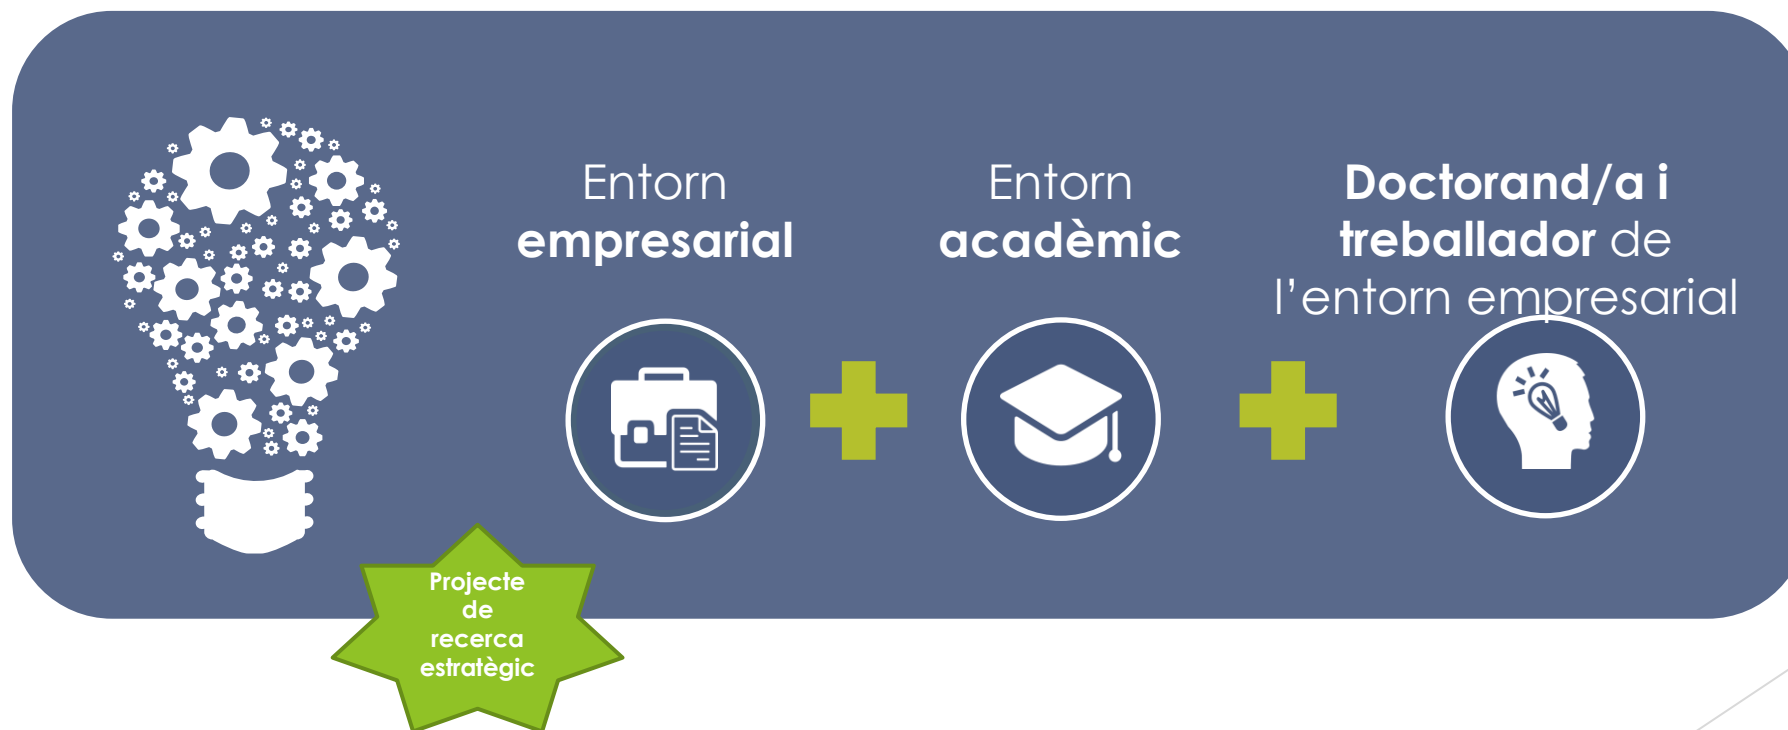 Entorn
empresarial
Entorn
acadèmic
Doctorand/a i
treballador de
l’entorn empresarial
Projecte
de
recerca
estratègic